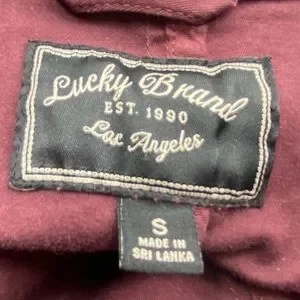 Lucky Brand
EST. 1990
Los Angeles
S
MADE IN
SRI LANKA